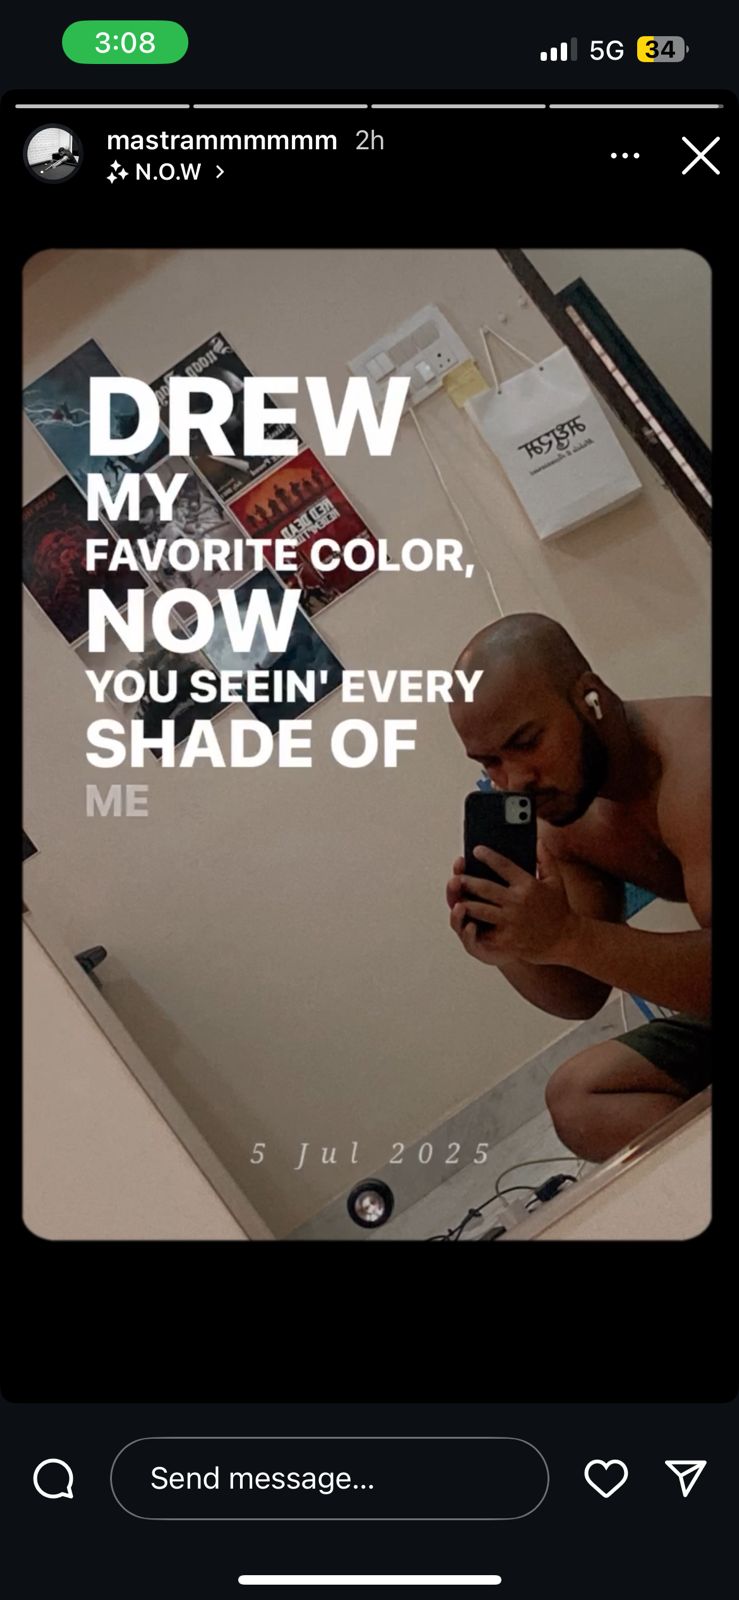 3:08
5G
34
mastrammmmmm 2h
N.O.W >
DREW
MY
FAVORITE COLOR,
NOW
YOU SEEIN' EVERY
SHADE OF
ME
5 Jul 2025
Send message...